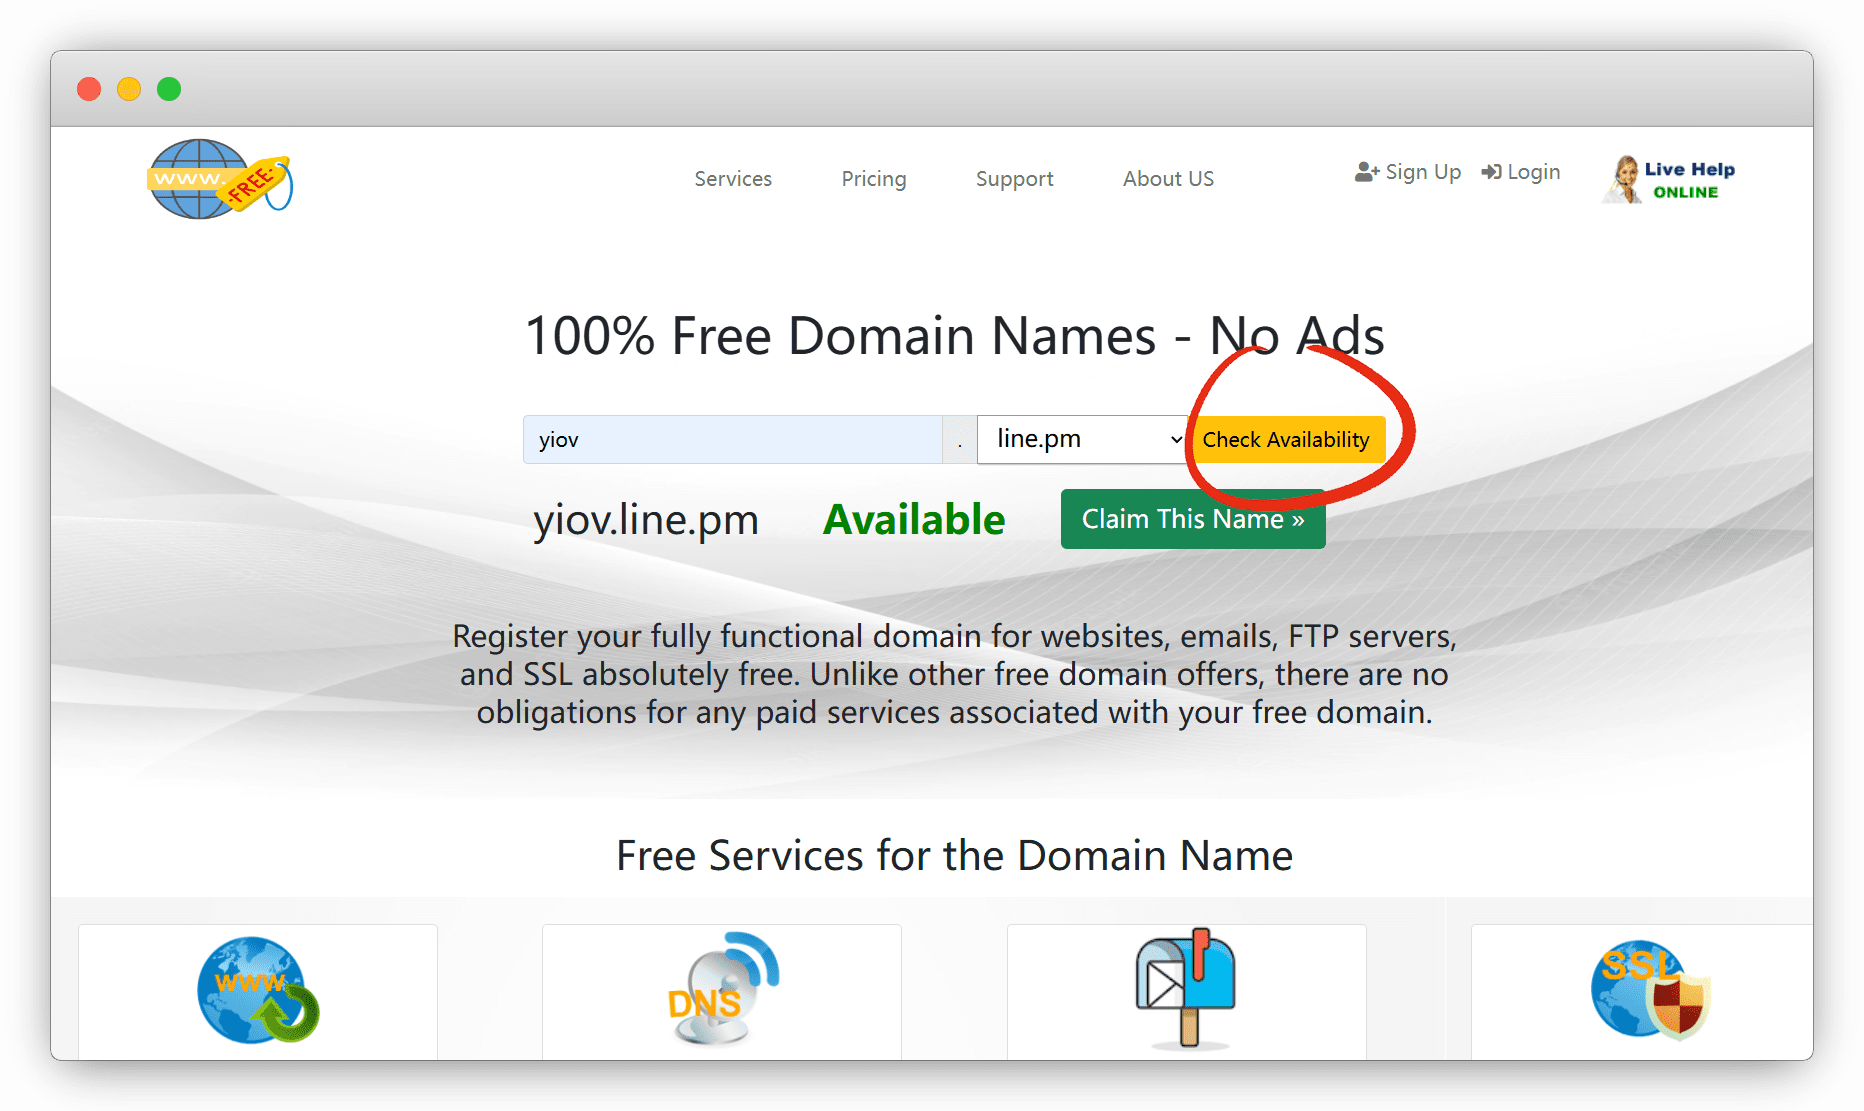 www.
-FREE-
Services
Pricing
Support
About US
Sign Up
Login
Live Help
ONLINE
100% Free Domain Names - No Ads
yiov
.
line.pm
Check Availability
yiov.line.pm
Available
Claim This Name »
Register your fully functional domain for websites, emails, FTP servers,
and SSL absolutely free. Unlike other free domain offers, there are no
obligations for any paid services associated with your free domain.
Free Services for the Domain Name
WWW
DNS
SSL